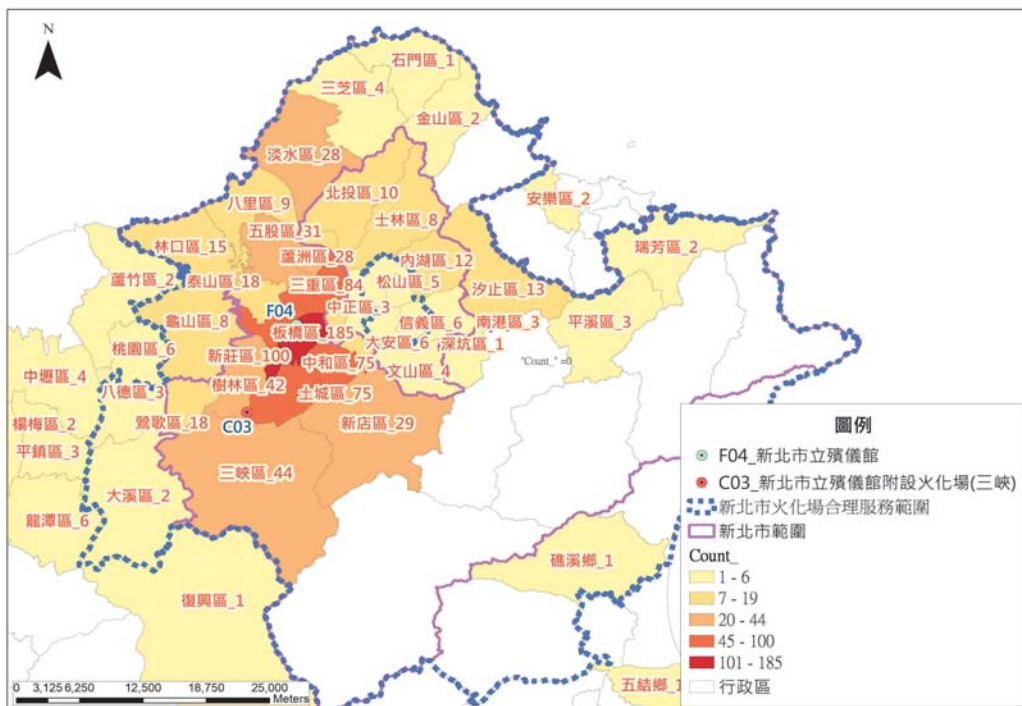 N
石門區_1
三芝區_4
金山區_2
淡水區_28
北投區_10
安樂區_2
八里區_9
士林區_8
五股區_31
瑞芳區_2
林口區_15
蘆洲區_28
內湖區_12
蘆竹區_2
泰山區_18
三重區_84
松山區_5
汐止區_13
F04
中正區_3
龜山區_8
信義區_6
南港區_3
平溪區_3
板橋區_185
大安區_6
深坑區_1
桃園區_6
新莊區_100
中和區_75
"Count_" =0
文山區_4
中壢區_4
八德區_3
樹林區_42
土城區_75
楊梅區_2
鶯歌區_18
C03
新店區_29
平鎮區_3
三峽區_44
大溪區_2
龍潭區_6
礁溪鄉_1
復興區_1
五結鄉_1
圖例
F04_新北市立殯儀館
C03_新北市立殯儀館附設火化場(三峽)
新北市火化場合理服務範圍
新北市範圍
Count_
1 - 6
7 - 19
20 - 44
45 - 100
101 - 185
行政區
0 3,125 6,250 12,500 18,750 25,000
Meters